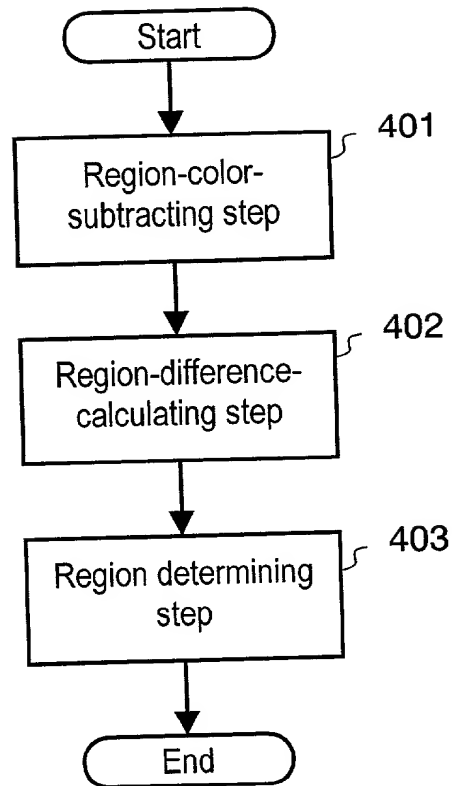 Start
401
Region-color-
subtracting step
402
Region-difference-
calculating step
403
Region determining
step
End